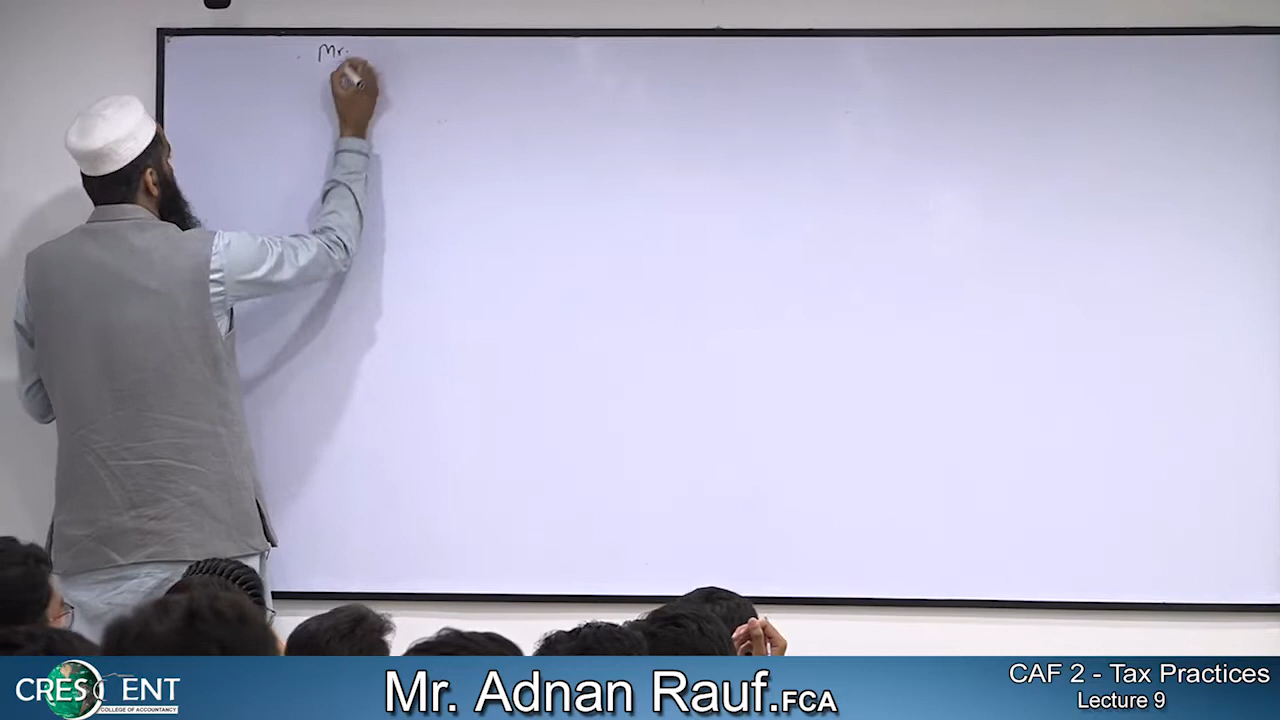 Mr.
CRESCENT
COLLEGE OF ACCOUNTANCY
Mr. Adnan Rauf.FCA
CAF 2 - Tax Practices
Lecture 9